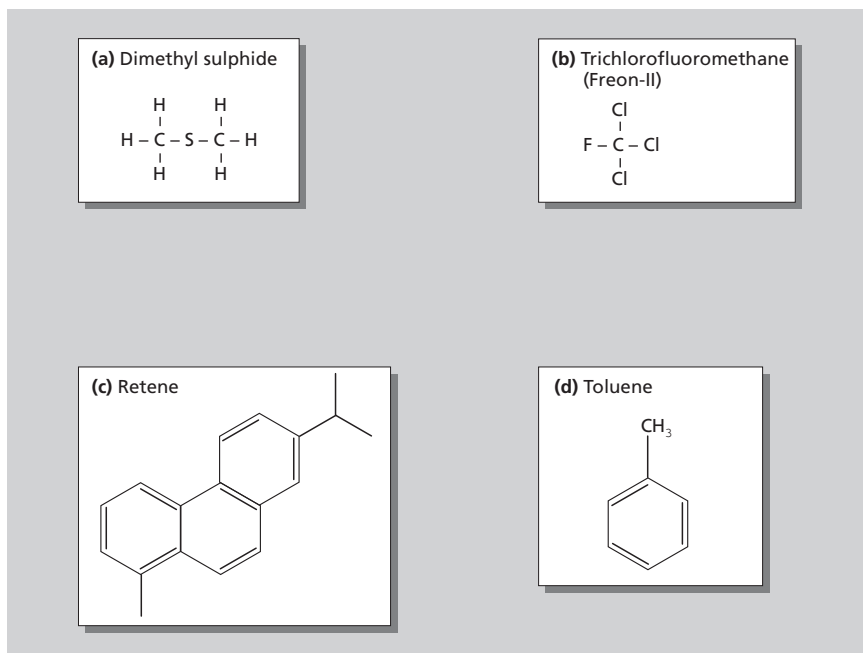 (a) Dimethyl sulphide
H H
H – C – S – C – H
H H
(b) Trichlorofluoromethane
(Freon-II)
Cl
F – C – Cl
Cl
(c) Retene
(d) Toluene
CH₃